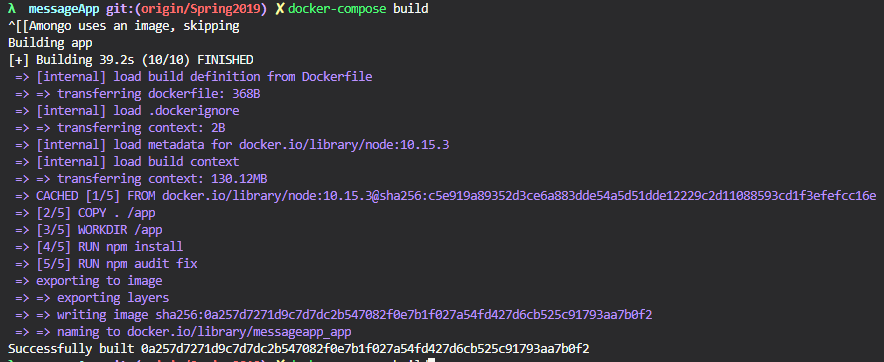 λ messageApp git:(origin/Spring2019) ✗ docker-compose build
^[[Amongo uses an image, skipping
Building app
[+] Building 39.2s (10/10) FINISHED
=> [internal] load build definition from Dockerfile
=> => transferring dockerfile: 368B
=> [internal] load .dockerignore
=> => transferring context: 2B
=> [internal] load metadata for docker.io/library/node:10.15.3
=> [internal] load build context
=> => transferring context: 130.12MB
=> CACHED [1/5] FROM docker.io/library/node:10.15.3@sha256:c5e919a89352d3ce6a883dde54a5d51dde12229c2d11088593cd1f3efefcc16e
=> [2/5] COPY . /app
=> [3/5] WORKDIR /app
=> [4/5] RUN npm install
=> [5/5] RUN npm audit fix
=> exporting to image
=> => exporting layers
=> => writing image sha256:0a257d7271d9c7d7dc2b547082f0e7b1f027a54fd427d6cb525c91793aa7b0f2
=> => naming to docker.io/library/messageapp_app
Successfully built 0a257d7271d9c7d7dc2b547082f0e7b1f027a54fd427d6cb525c91793aa7b0f2